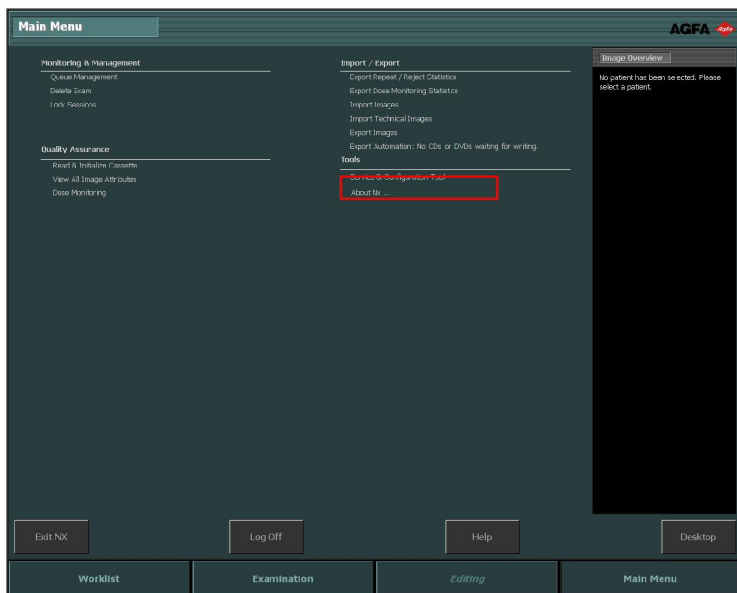 Main Menu
AGFA
Agfa
Monitoring & Management
Queue Management
Delete Exam
Lock Sessions
Quality Assurance
Read & Initialize Cassette
View All Image Attributes
Dose Monitoring
Import / Export
Export Repeat / Reject Statistics
Export Dose Monitoring Statistics
Import Images
Import Technical Images
Export Images
Export Automation: No CDs or DVDs waiting for writing.
Tools
Service & Configuration Tool
About Nx ...
Image Overview
No patient has been selected. Please
select a patient.
Exit NX
Log Off
Help
Desktop
Worklist
Examination
Editing
Main Menu